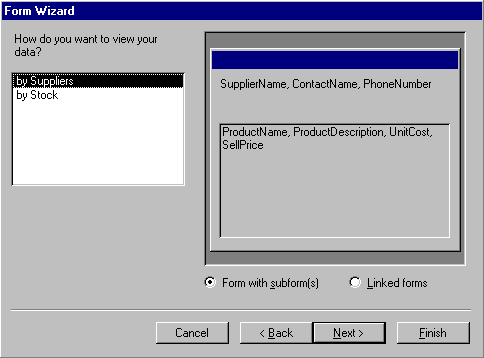 Form Wizard
How do you want to view your
data?
by Suppliers
by Stock
SupplierName, ContactName, PhoneNumber
ProductName, ProductDescription, UnitCost,
SellPrice
Form with subform(s)
Linked forms
Cancel
< Back
Next >
Finish